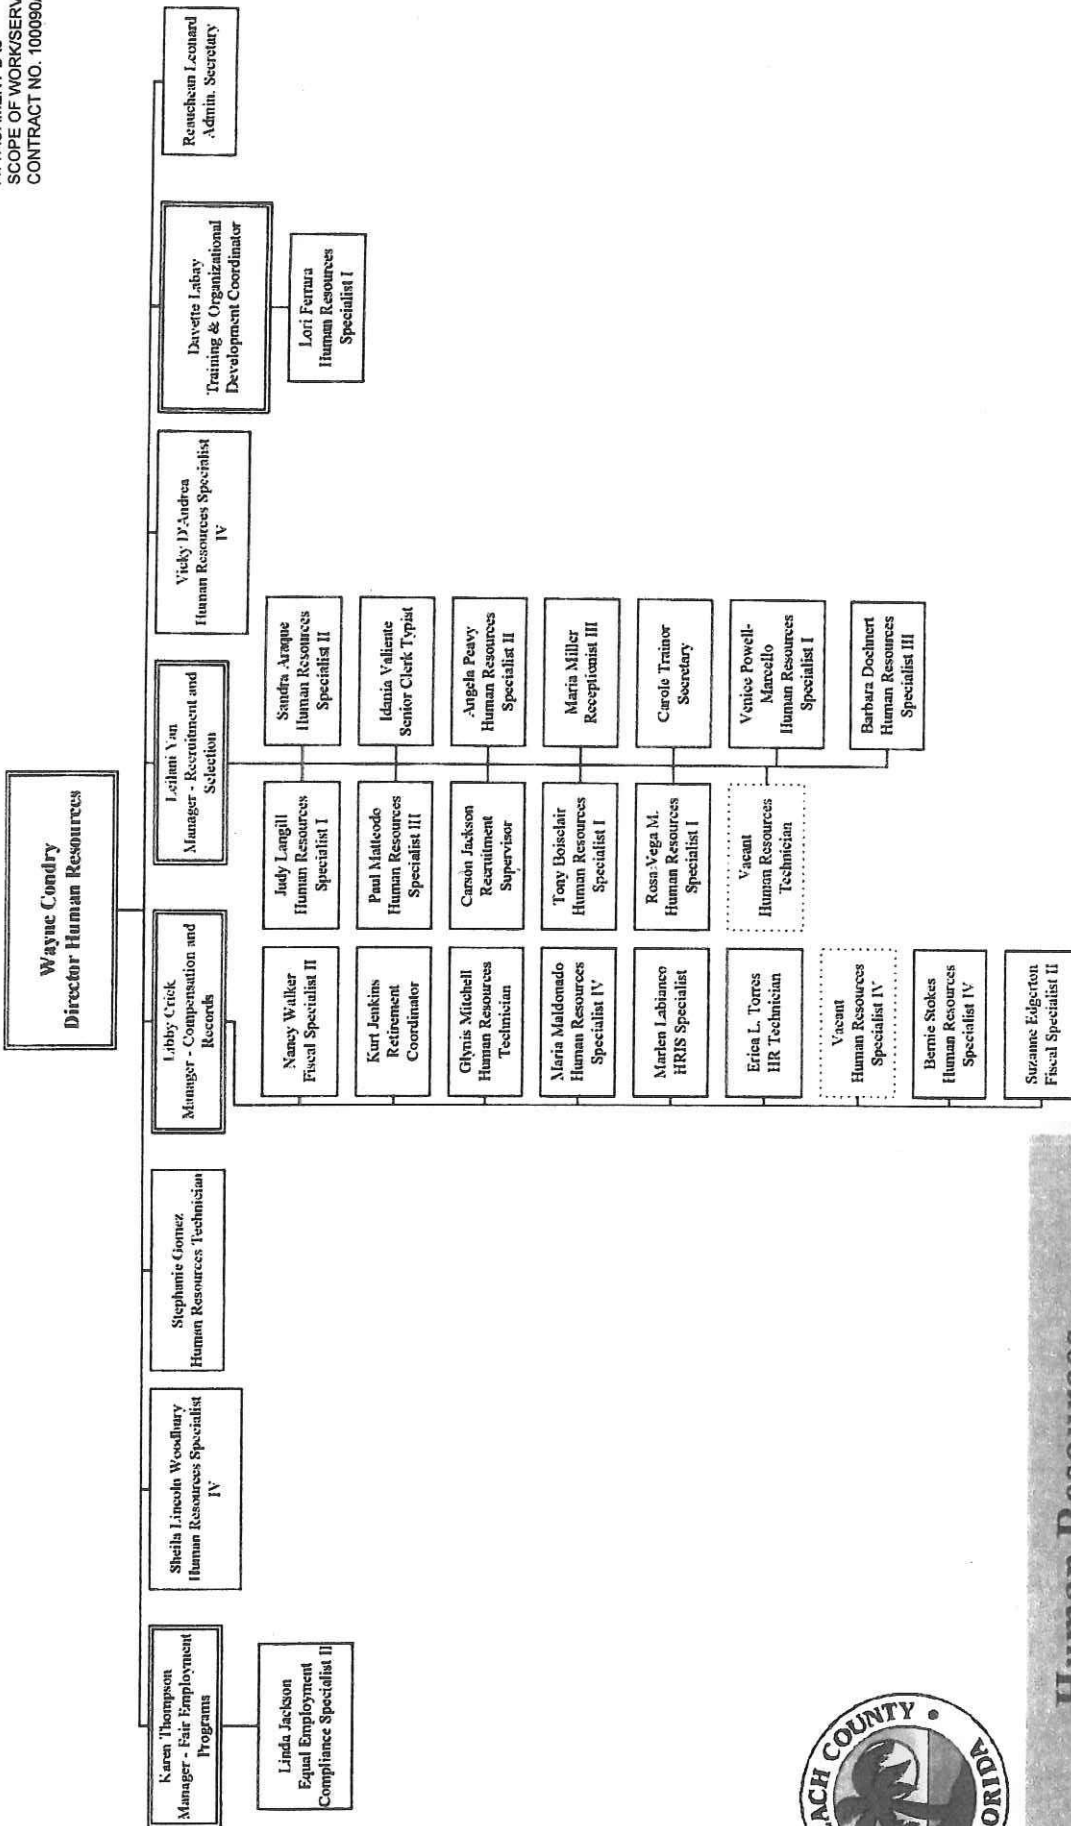 SCOPE OF WORK/SERV
CONTRACT NO. 100090
Wayne Condry
Director Human Resources
Karen Thompson
Manager - Fair Employment
Programs
Linda Jackson
Equal Employment
Compliance Specialist II
Sheila Lincoln Woodbury
Human Resources Specialist
IV
Stephanie Gomez
Human Resources Technician
Libby Crick
Manager - Compensation and
Records
Nancy Walker
Fiscal Specialist II
Kurt Jenkins
Retirement
Coordinator
Glynis Mitchell
Human Resources
Technician
Maria Maldonado
Human Resources
Specialist IV
Marlen Labianco
HRIS Specialist
Erica L. Torres
HR Technician
Vacant
Human Resources
Specialist IV
Bernie Stokes
Human Resources
Specialist IV
Suzanne Edgerton
Fiscal Specialist II
Leilani Yan
Manager - Recruitment and
Selection
Judy Langill
Human Resources
Specialist I
Paul Matteodo
Human Resources
Specialist III
Carson Jackson
Recruitment
Supervisor
Tony Boisclair
Human Resources
Specialist I
Rosa Vega M.
Human Resources
Specialist I
Vacant
Human Resources
Technician
Sandra Araque
Human Resources
Specialist II
Idania Valiente
Senior Clerk Typist
Angela Peavy
Human Resources
Specialist II
Maria Miller
Receptionist III
Carole Trainor
Secretary
Venice Powell-
Marcello
Human Resources
Specialist I
Barbara Doehnert
Human Resources
Specialist III
Vicky D'Andrea
Human Resources Specialist
IV
Davette Labay
Training & Organizational
Development Coordinator
Lori Ferrara
Human Resources
Specialist I
Leonard
Admin. Secretary
ACH COUNTY •
ORIDA
Human Resources